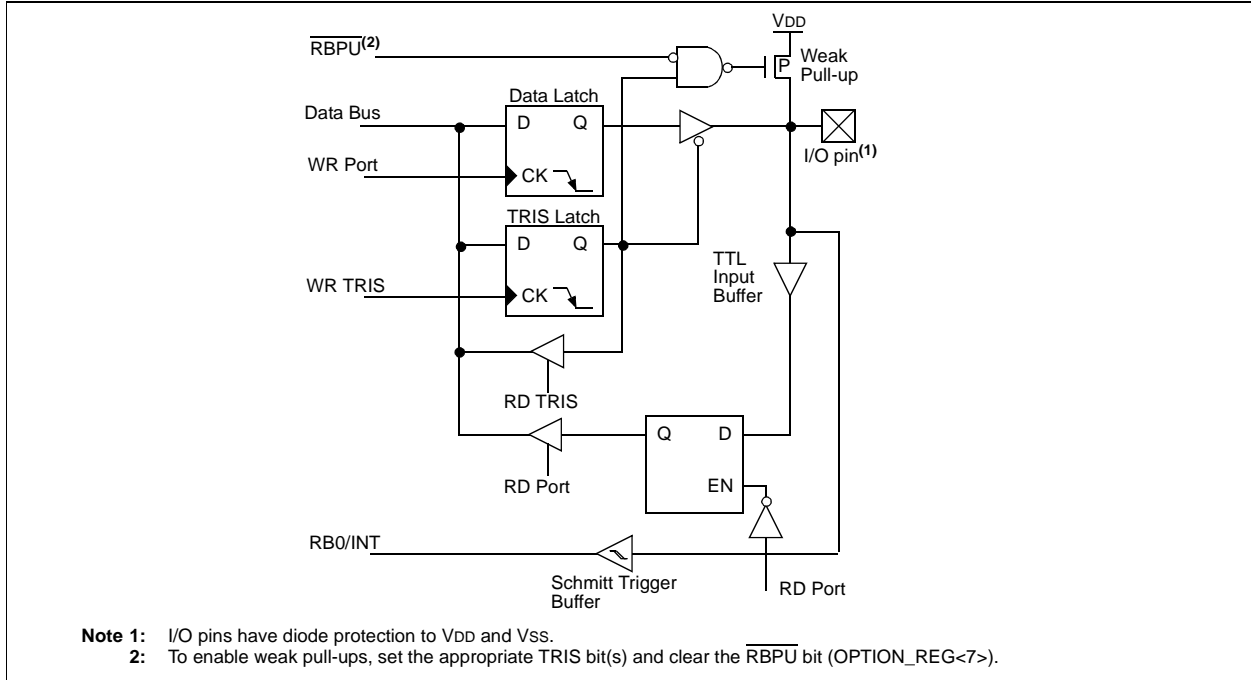 VDD
RBPU(2)
P
Weak
Pull-up
Data Latch
Data Bus
D Q
I/O pin(1)
WR Port
CK
TRIS Latch
D Q
TTL
Input
Buffer
WR TRIS
CK
RD TRIS
Q D
RD Port
EN
RB0/INT
Schmitt Trigger
Buffer
RD Port
Note 1: I/O pins have diode protection to VDD and VSS.
2: To enable weak pull-ups, set the appropriate TRIS bit(s) and clear the RBPU bit (OPTION_REG<7>).